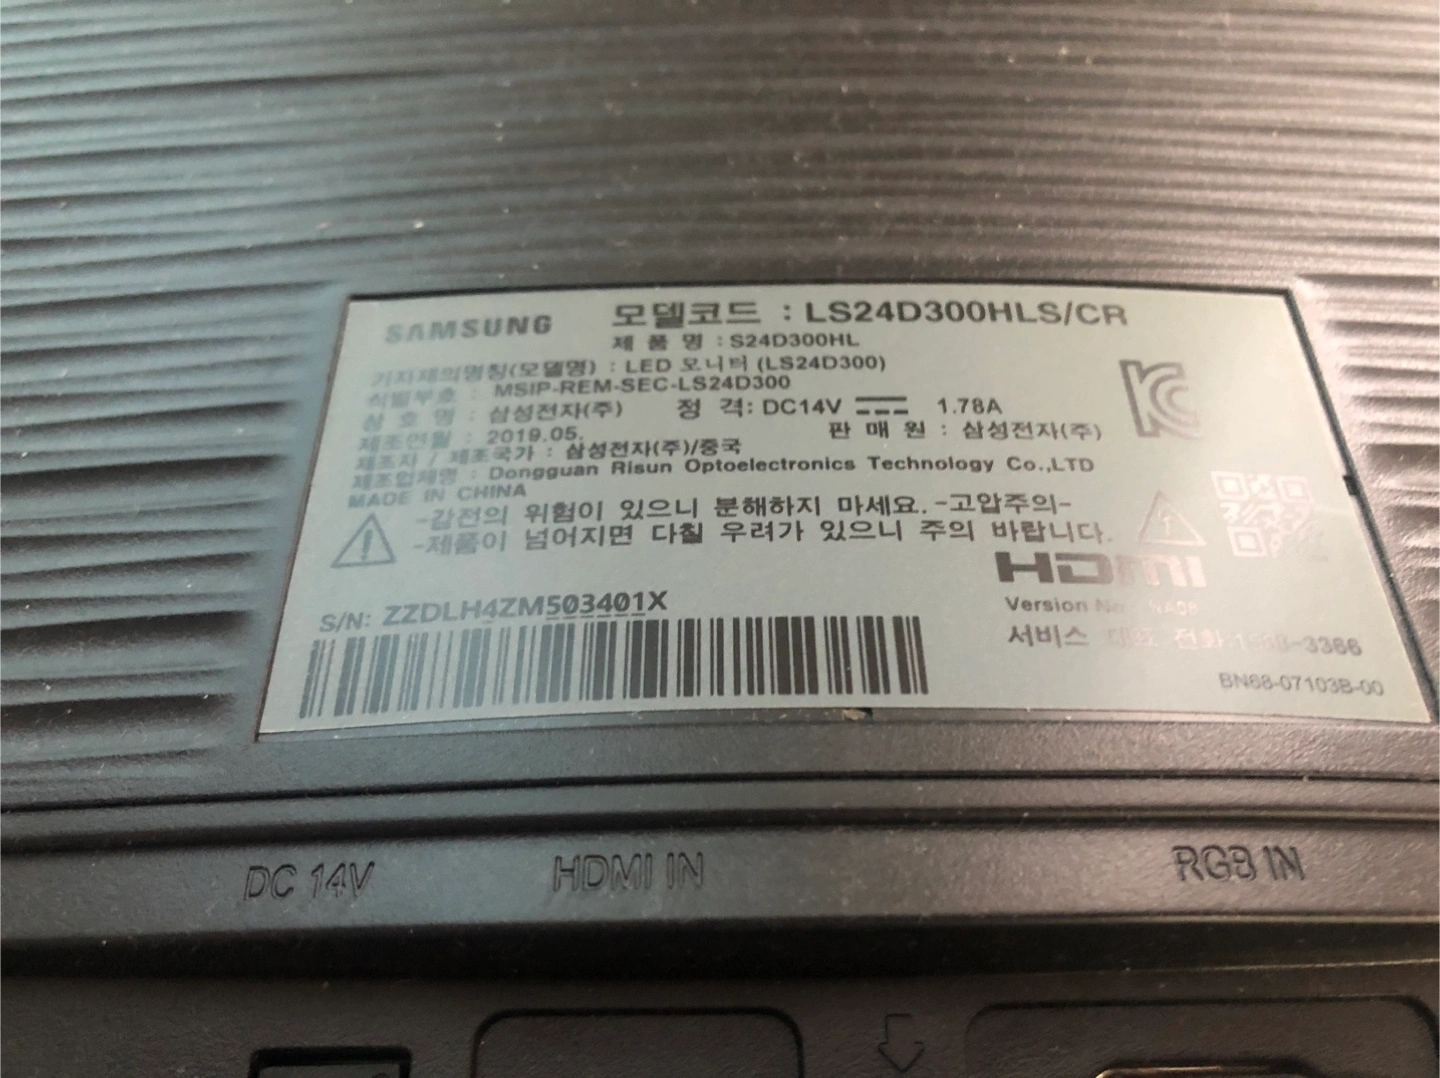 SAMSUNG
모델코드 : LS24D300HLS/CR
제 품 명 : S24D300HL
기자재의명칭(모델명) : LED 모니터 (LS24D300)
식별부호 : MSIP-REM-SEC-LS24D300
상 호 명 : 삼성전자(주) 정 격: DC14V 1.78A
제조연월 : 2019.05. 판 매 원 : 삼성전자(주)
제조자 / 제조국가 : 삼성전자(주)/중국
제조업체명 : Dongguan Risun Optoelectronics Technology Co.,LTD
MADE IN CHINA
-감전의 위험이 있으니 분해하지 마세요. -고압주의-
-제품이 넘어지면 다칠 우려가 있으니 주의 바랍니다.
HDMI
S/N: ZZDLH4ZM503401X
Version No
서비스 대표 전화
BN68-07103B-00
DC 14V
HDMI IN
RGB IN